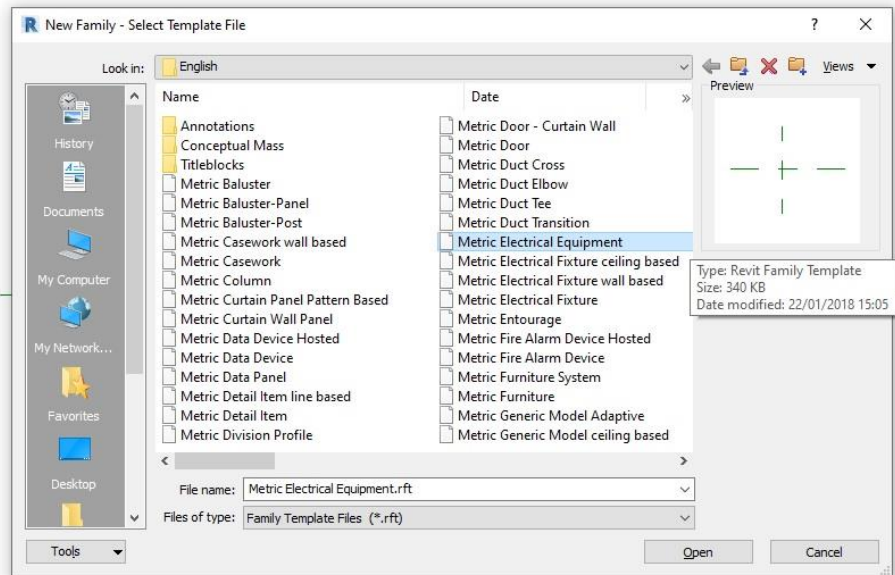 New Family - Select Template File
?
Look in:
English
Views
History
Documents
My Computer
My Network...
Favorites
Desktop
Name
Date
»
Annotations
Conceptual Mass
Titleblocks
Metric Baluster
Metric Baluster-Panel
Metric Baluster-Post
Metric Casework wall based
Metric Casework
Metric Column
Metric Curtain Panel Pattern Based
Metric Curtain Wall Panel
Metric Data Device Hosted
Metric Data Device
Metric Data Panel
Metric Detail Item line based
Metric Detail Item
Metric Division Profile
Metric Door - Curtain Wall
Metric Door
Metric Duct Cross
Metric Duct Elbow
Metric Duct Tee
Metric Duct Transition
Metric Electrical Equipment
Metric Electrical Fixture ceiling based
Metric Electrical Fixture wall based
Metric Electrical Fixture
Metric Entourage
Metric Fire Alarm Device Hosted
Metric Fire Alarm Device
Metric Furniture System
Metric Furniture
Metric Generic Model Adaptive
Metric Generic Model ceiling based
Preview
Type: Revit Family Template
Size: 340 KB
Date modified: 22/01/2018 15:05
File name:
Metric Electrical Equipment.rft
Files of type:
Family Template Files (*.rft)
Tools
Open
Cancel